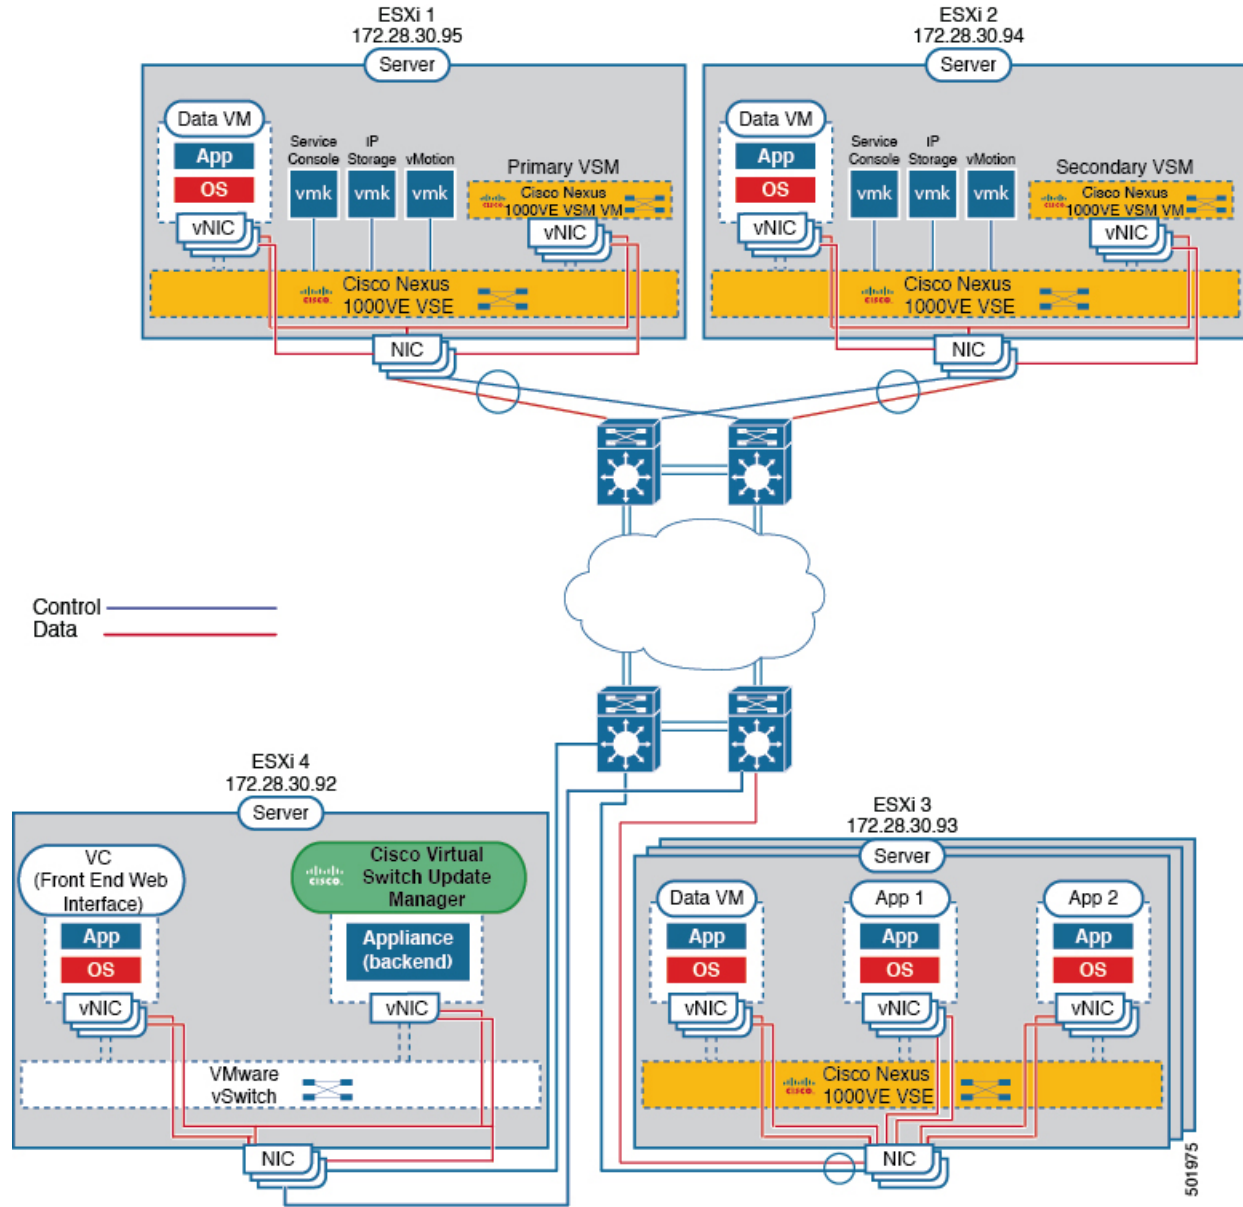 ESXi 1
172.28.30.95
Server
Data VM
App
OS
vNIC
Service
Console
vmk
IP
Storage
vmk
vMotion
vmk
Primary VSM
CISCO
Cisco Nexus
1000VE VSM VM
vNIC
CISCO.
Cisco Nexus
1000VE VSE
NIC
ESXi 2
172.28.30.94
Server
Data VM
App
OS
vNIC
Service
Console
vmk
IP
Storage
vmk
vMotion
vmk
Secondary VSM
CISCO
Cisco Nexus
1000VE VSM VM
vNIC
CISCO.
Cisco Nexus
1000VE VSE
NIC
Control
Data
ESXi 4
172.28.30.92
Server
VC
(Front End Web
Interface)
App
OS
vNIC
CISCO.
Cisco Virtual
Switch Update
Manager
Appliance
(backend)
vNIC
VMware
vSwitch
NIC
ESXi 3
172.28.30.93
Server
Data VM
App
OS
vNIC
App 1
App
OS
vNIC
App 2
App
OS
vNIC
CISCO.
Cisco Nexus
1000VE VSE
NIC
501975